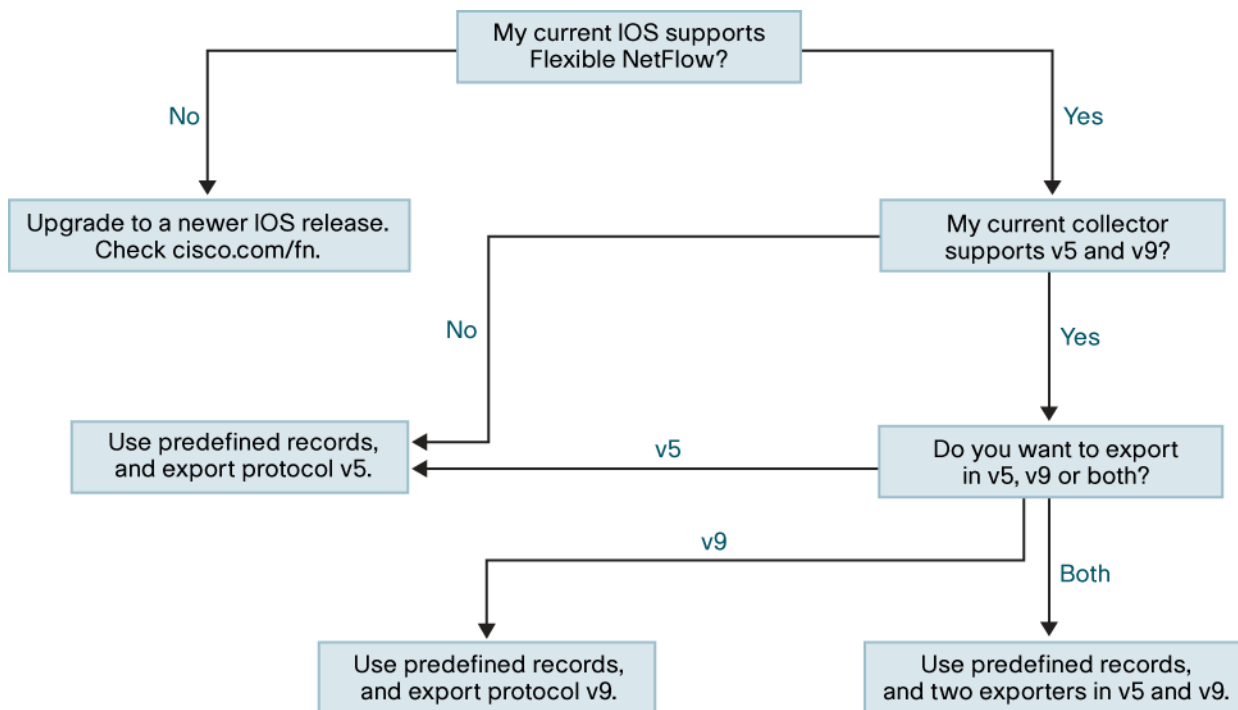 My current IOS supports
Flexible NetFlow?
No
Yes
Upgrade to a newer IOS release.
Check cisco.com/fn.
My current collector
supports v5 and v9?
No
Yes
Use predefined records,
and export protocol v5.
v5
Do you want to export
in v5, v9 or both?
v9
Both
Use predefined records,
and export protocol v9.
Use predefined records,
and two exporters in v5 and v9.